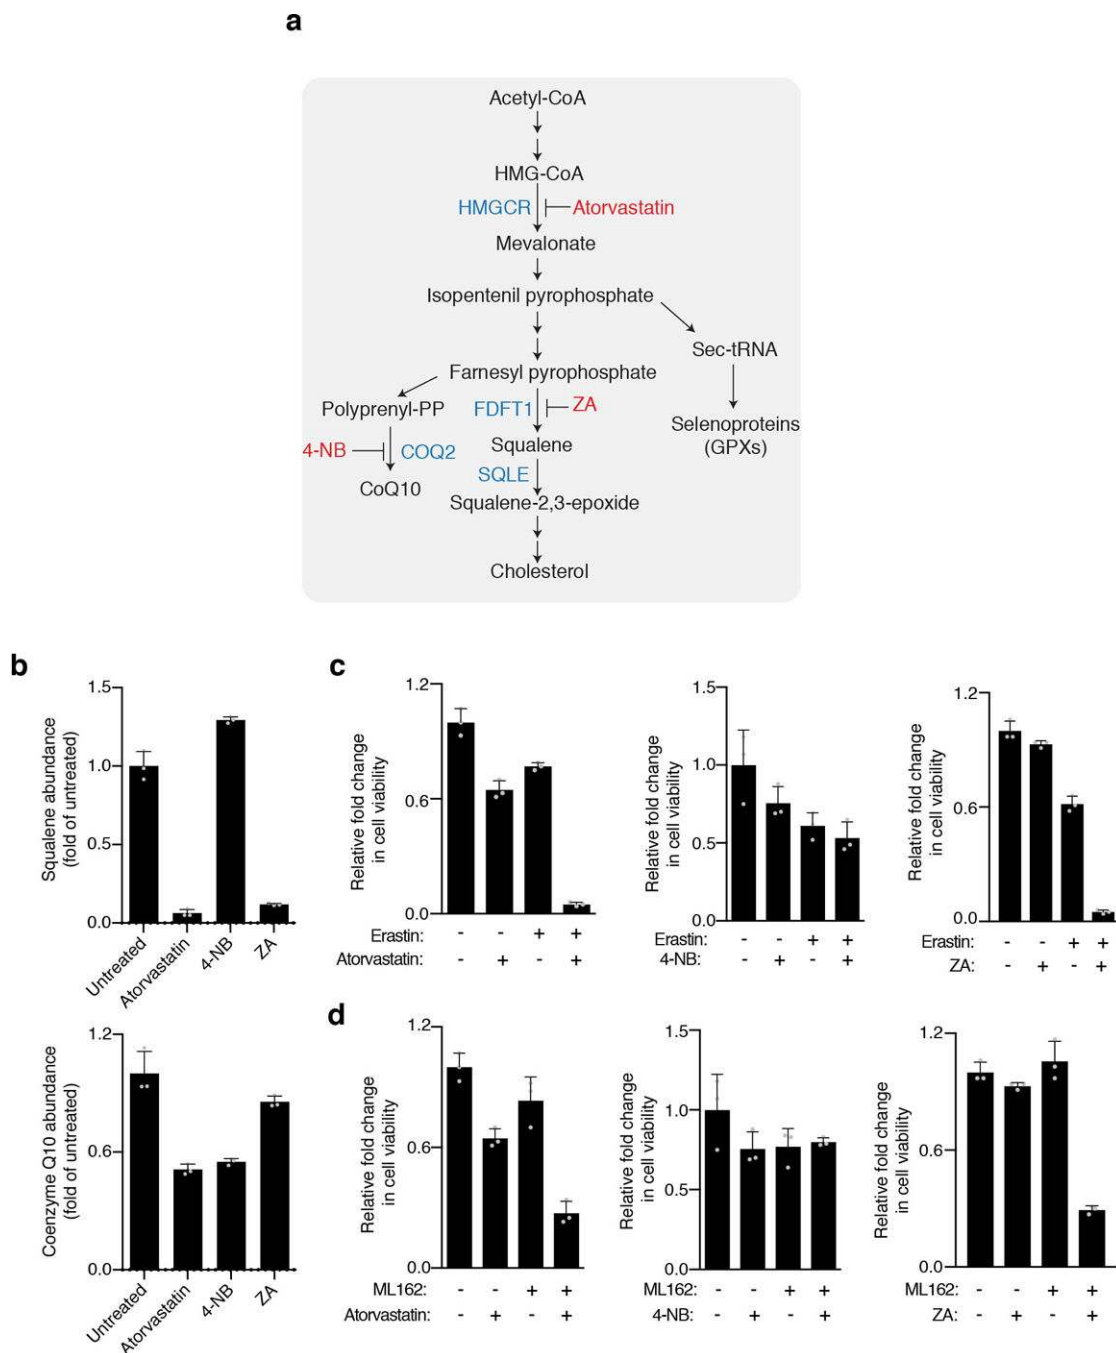 a
Acetyl-CoA
HMG-CoA
HMGCR
Atorvastatin
Mevalonate
Isopentenil pyrophosphate
Sec-tRNA
Farnesyl pyrophosphate
Polyprenyl-PP
FDFT1
ZA
Selenoproteins
(GPXs)
4-NB
COQ2
Squalene
SQLE
CoQ10
Squalene-2,3-epoxide
Cholesterol
b
Squalene abundance
(fold of untreated)
1.5
1.0
0.5
0.0
Untreated
Atorvastatin
4-NB
ZA
Coenzyme Q10 abundance
(fold of untreated)
1.2
0.6
0.0
Untreated
Atorvastatin
4-NB
ZA
c
Relative fold change
in cell viability
1.2
0.6
0.0
Erastin: - - + +
Atorvastatin: - + - +
Relative fold change
in cell viability
1.5
1.0
0.5
0.0
Erastin: - - + +
4-NB: - + - +
Relative fold change
in cell viability
1.2
0.6
0.0
Erastin: - - + +
ZA: - + - +
d
Relative fold change
in cell viability
1.2
0.6
0.0
ML162: - - + +
Atorvastatin: - + - +
Relative fold change
in cell viability
1.5
1.0
0.5
0.0
ML162: - - + +
4-NB: - + - +
Relative fold change
in cell viability
1.2
0.6
0.0
ML162: - - + +
ZA: - + - +